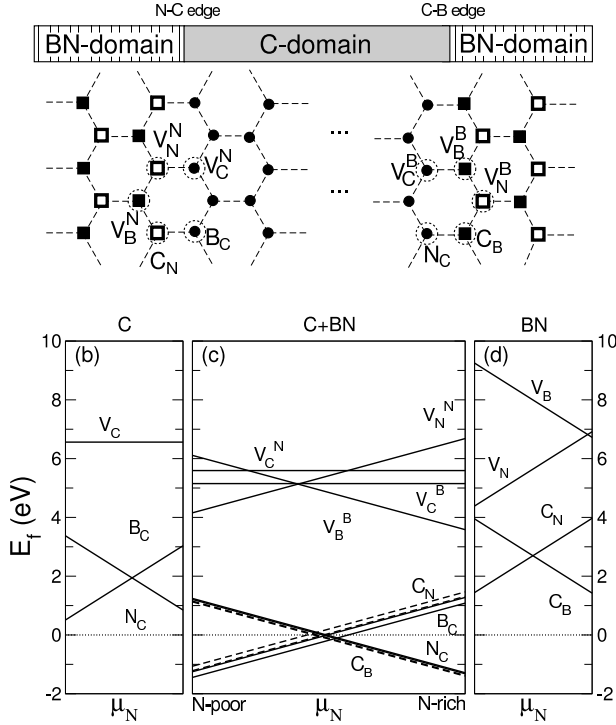 N-C edge C-B edge
BN-domain C-domain BN-domain
V_N^N V_C^N V_C^B V_B^B V_N^B
V_B^N C_N B_C N_C C_B
... 
...
C C+BN BN
(b) (c) (d)
10 10
8 8
6 6
4 4
2 2
0 0
-2 -2
E_f (eV)
V_C
B_C
N_C
V_N^N
V_C^N
V_C^B
V_B^B
C_N
B_C
N_C
C_B
V_B
V_N
C_N
C_B
μ_N N-poor μ_N N-rich μ_N